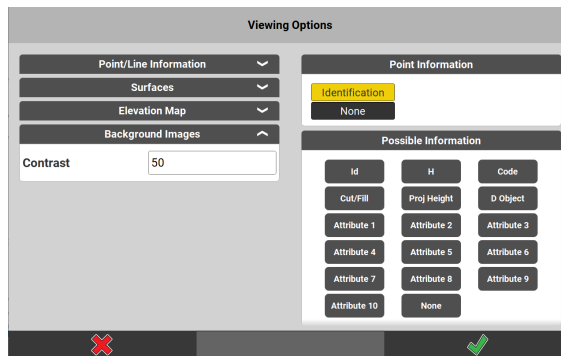 Viewing Options
Point/Line Information
Surfaces
Elevation Map
Background Images
Contrast 50
Point Information
Identification
None
Possible Information
Id H Code
Cut/Fill Proj Height D Object
Attribute 1 Attribute 2 Attribute 3
Attribute 4 Attribute 5 Attribute 6
Attribute 7 Attribute 8 Attribute 9
Attribute 10 None